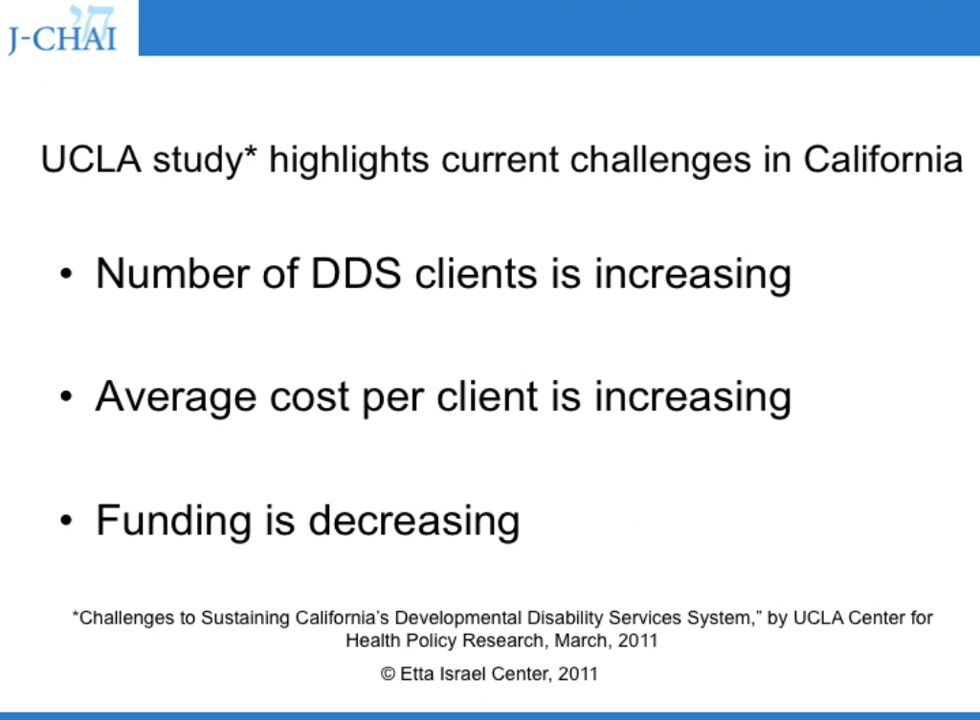 J-CHAI
חי
UCLA study* highlights current challenges in California
• Number of DDS clients is increasing
• Average cost per client is increasing
• Funding is decreasing
*Challenges to Sustaining California’s Developmental Disability Services System,” by UCLA Center for
Health Policy Research, March, 2011
© Etta Israel Center, 2011